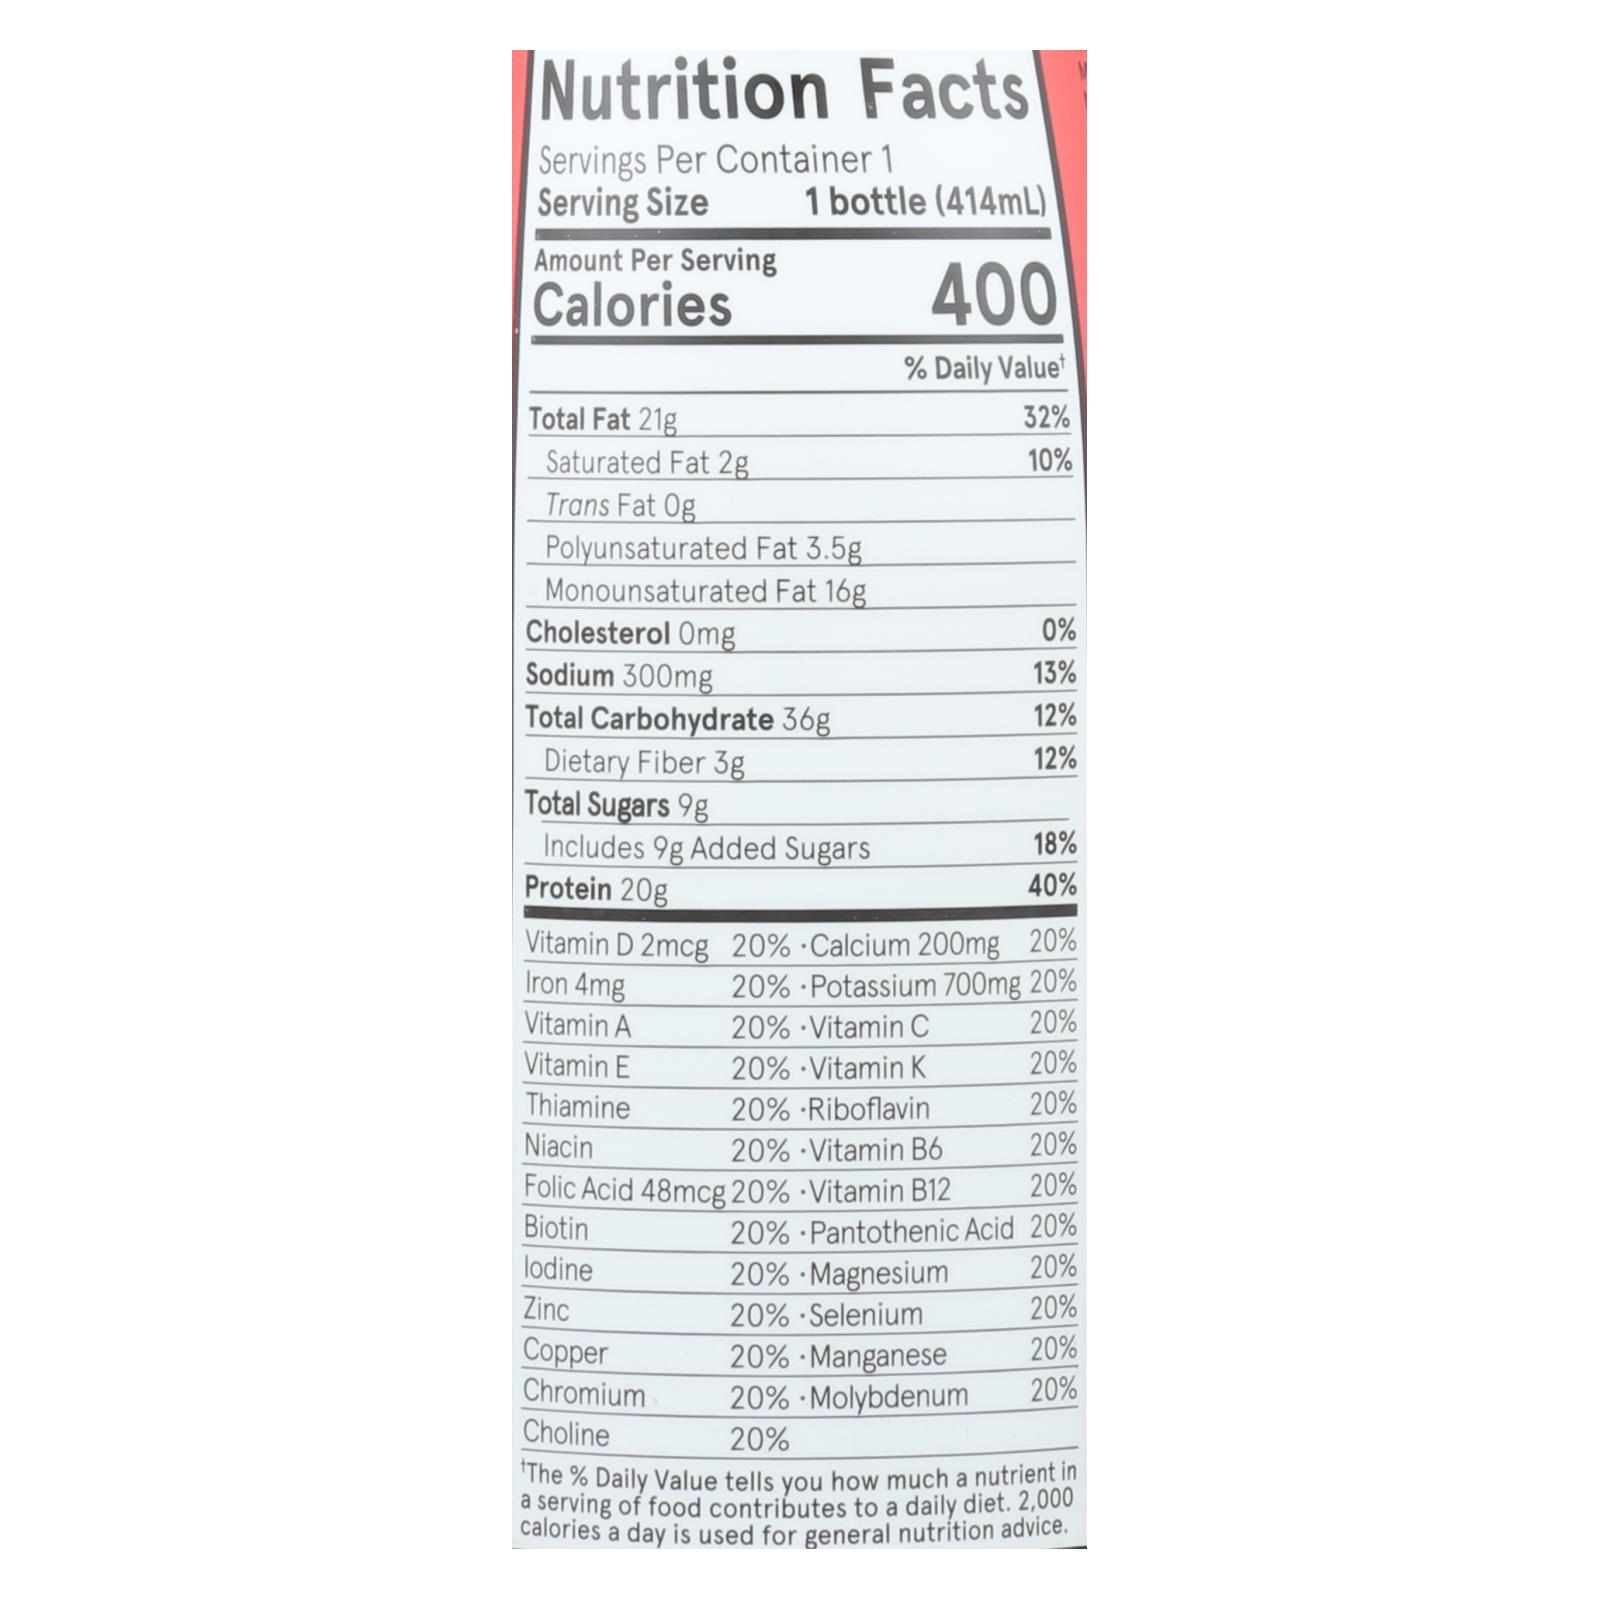 Nutrition Facts
Servings Per Container 1
Serving Size 1 bottle (414mL)
Amount Per Serving
Calories 400
% Daily Value†
Total Fat 21g 32%
Saturated Fat 2g 10%
Trans Fat 0g
Polyunsaturated Fat 3.5g
Monounsaturated Fat 16g
Cholesterol 0mg 0%
Sodium 300mg 13%
Total Carbohydrate 36g 12%
Dietary Fiber 3g 12%
Total Sugars 9g
Includes 9g Added Sugars 18%
Protein 20g 40%
Vitamin D 2mcg 20% · Calcium 200mg 20%
Iron 4mg 20% · Potassium 700mg 20%
Vitamin A 20% · Vitamin C 20%
Vitamin E 20% · Vitamin K 20%
Thiamine 20% · Riboflavin 20%
Niacin 20% · Vitamin B6 20%
Folic Acid 48mcg 20% · Vitamin B12 20%
Biotin 20% · Pantothenic Acid 20%
Iodine 20% · Magnesium 20%
Zinc 20% · Selenium 20%
Copper 20% · Manganese 20%
Chromium 20% · Molybdenum 20%
Choline 20%
†The % Daily Value tells you how much a nutrient in
a serving of food contributes to a daily diet. 2,000
calories a day is used for general nutrition advice.